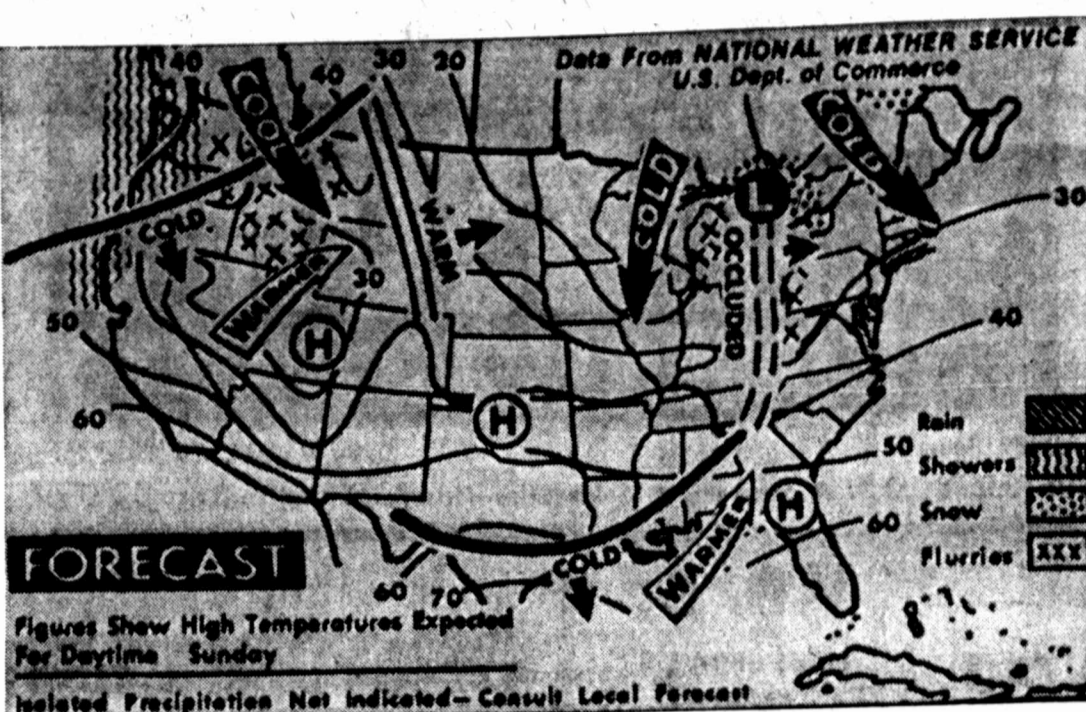 Data From NATIONAL WEATHER SERVICE
U.S. Dept. of Commerce
40
40
30
20
COOL
COLD
COLD
L
30
COLD
WARM
WARMER
30
H
OCCLUDED
50
40
60
H
50
H
60
COLD
WARMER
60
70
Rain
Showers
Snow
Flurries
XXX
FORECAST
Figures Show High Temperatures Expected
For Daytime Sunday
Isolated Precipitation Not Indicated— Consult Local Forecast